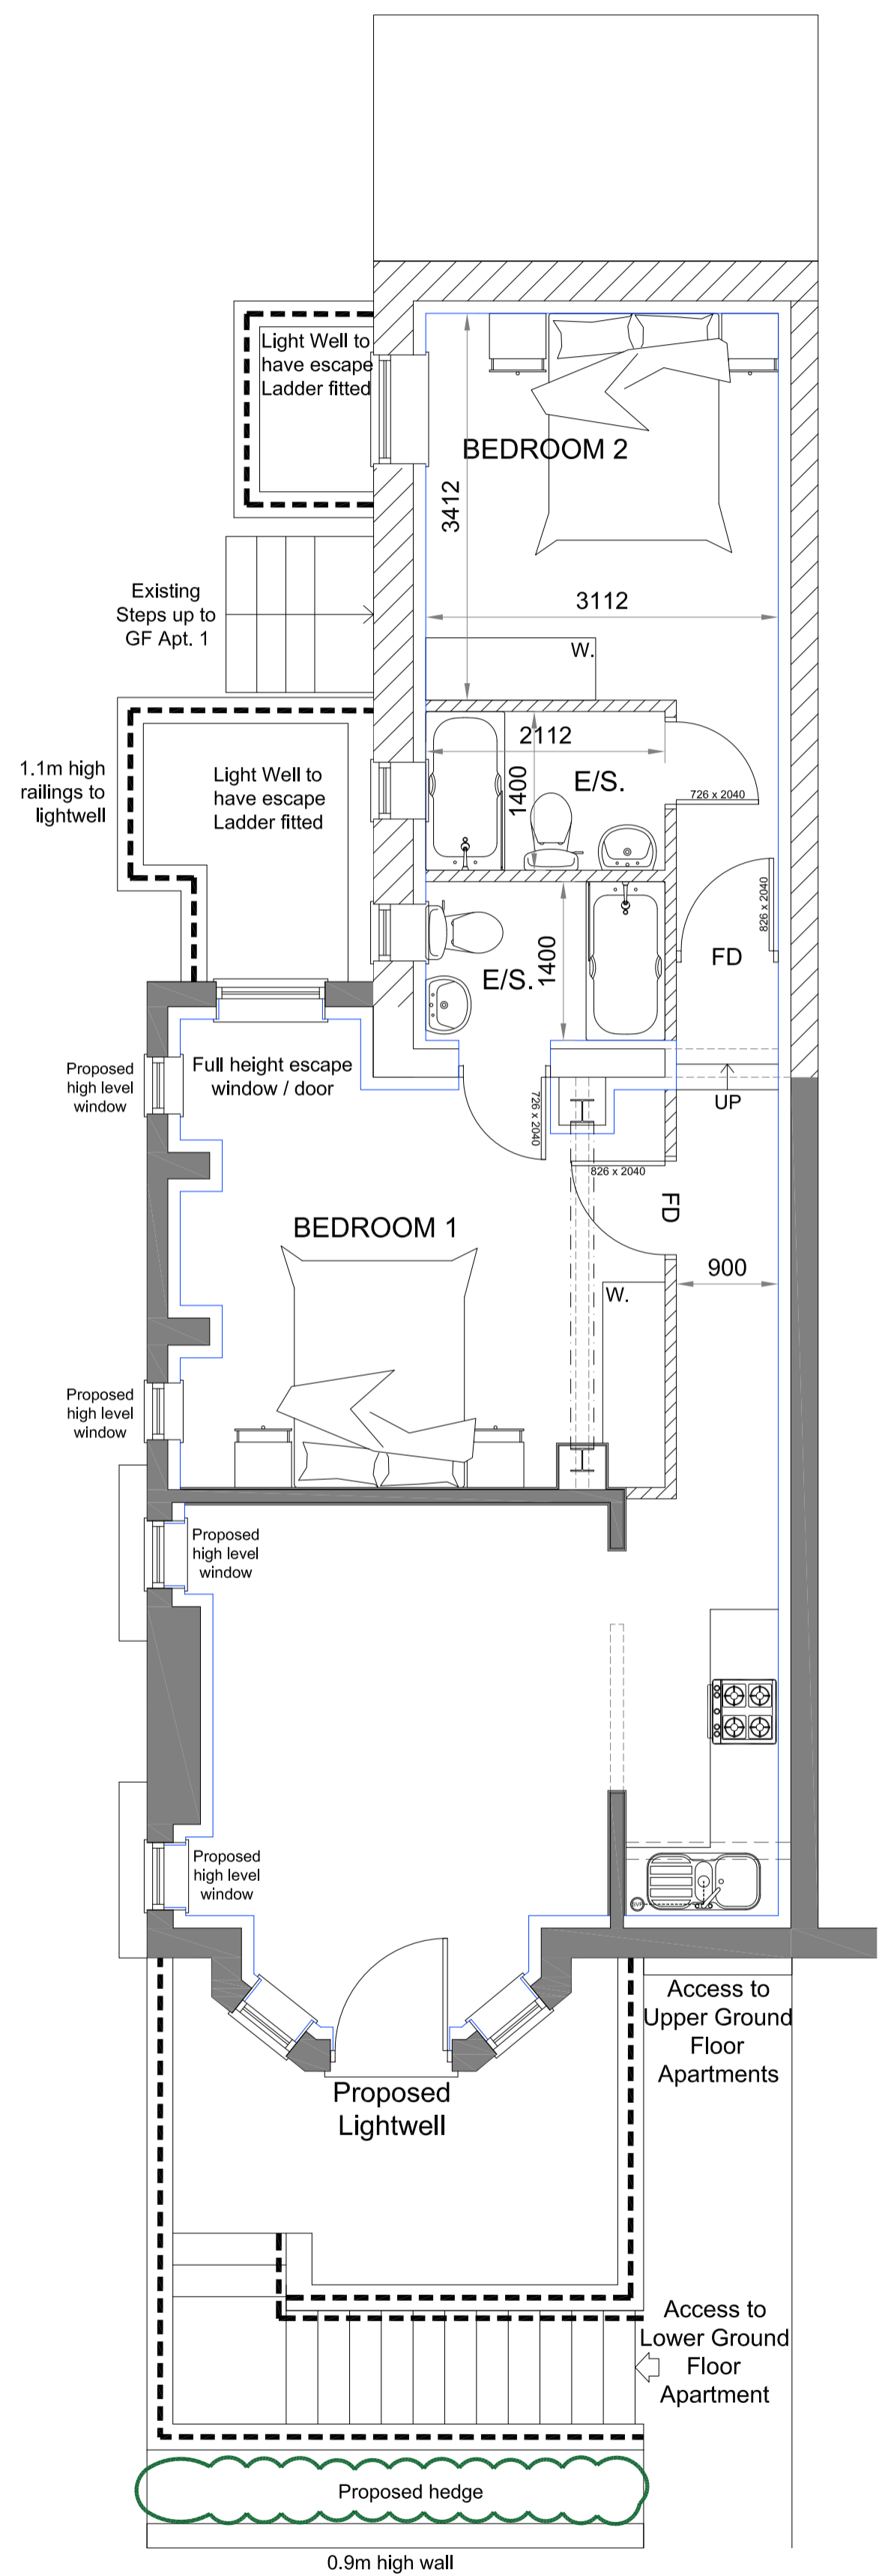 Light Well to
have escape
Ladder fitted
BEDROOM 2
3412
3112
Existing
Steps up to
GF Apt. 1
W.
2112
1400
E/S.
726 x 2040
1.1m high
railings to
lightwell
Light Well to
have escape
Ladder fitted
826 x 2040
FD
E/S.
1400
Proposed
high level
window
Full height escape
window / door
726 x 2040
UP
826 x 2040
FD
BEDROOM 1
900
W.
Proposed
high level
window
Proposed
high level
window
Proposed
high level
window
SVP
Access to
Upper Ground
Floor
Apartments
Proposed
Lightwell
Access to
Lower Ground
Floor
Apartment
Proposed hedge
0.9m high wall